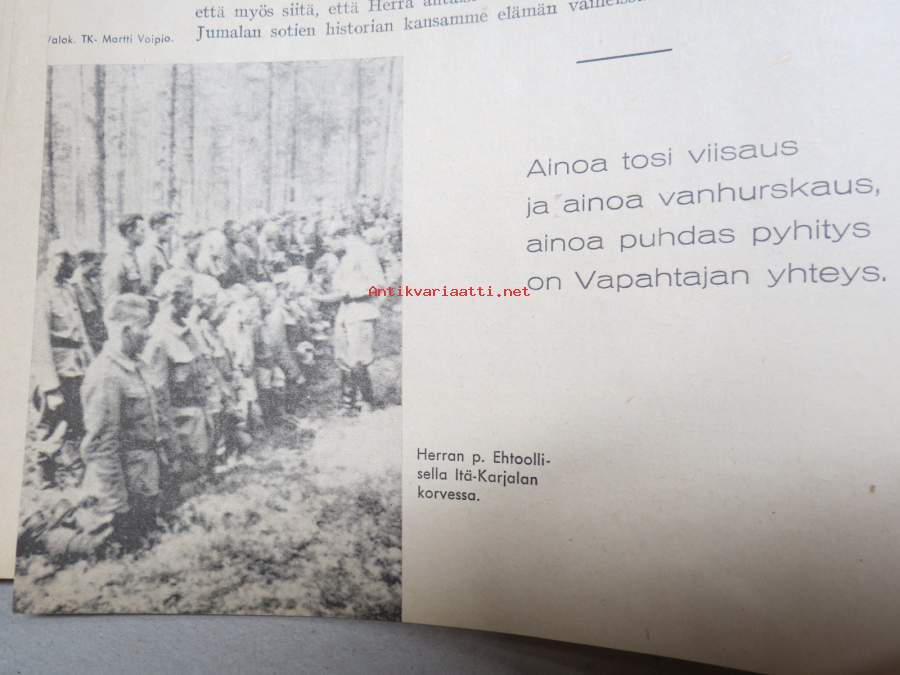 että myös siitä, että Herra
Jumalan sotien historian kansamme elämän
Valok. TK- Martti Voipio.
Ainoa tosi viisaus
ja ainoa vanhurskaus,
ainoa puhdas pyhitys
on Vapahtajan yhteys.
Antikvariaatti.net
Herran p. Ehtoolli-
sella Itä-Karjalan
korvessa.